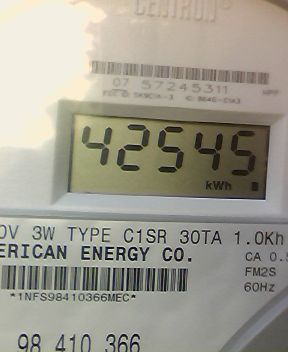 CENTRON
07 57245311
42545
kWh
0V 3W TYPE C1SR 30TA 1.0Kh
ERICAN ENERGY CO.
CA 0.5
FM2S
*1NFS98410366MEC*
60Hz
98 410 366